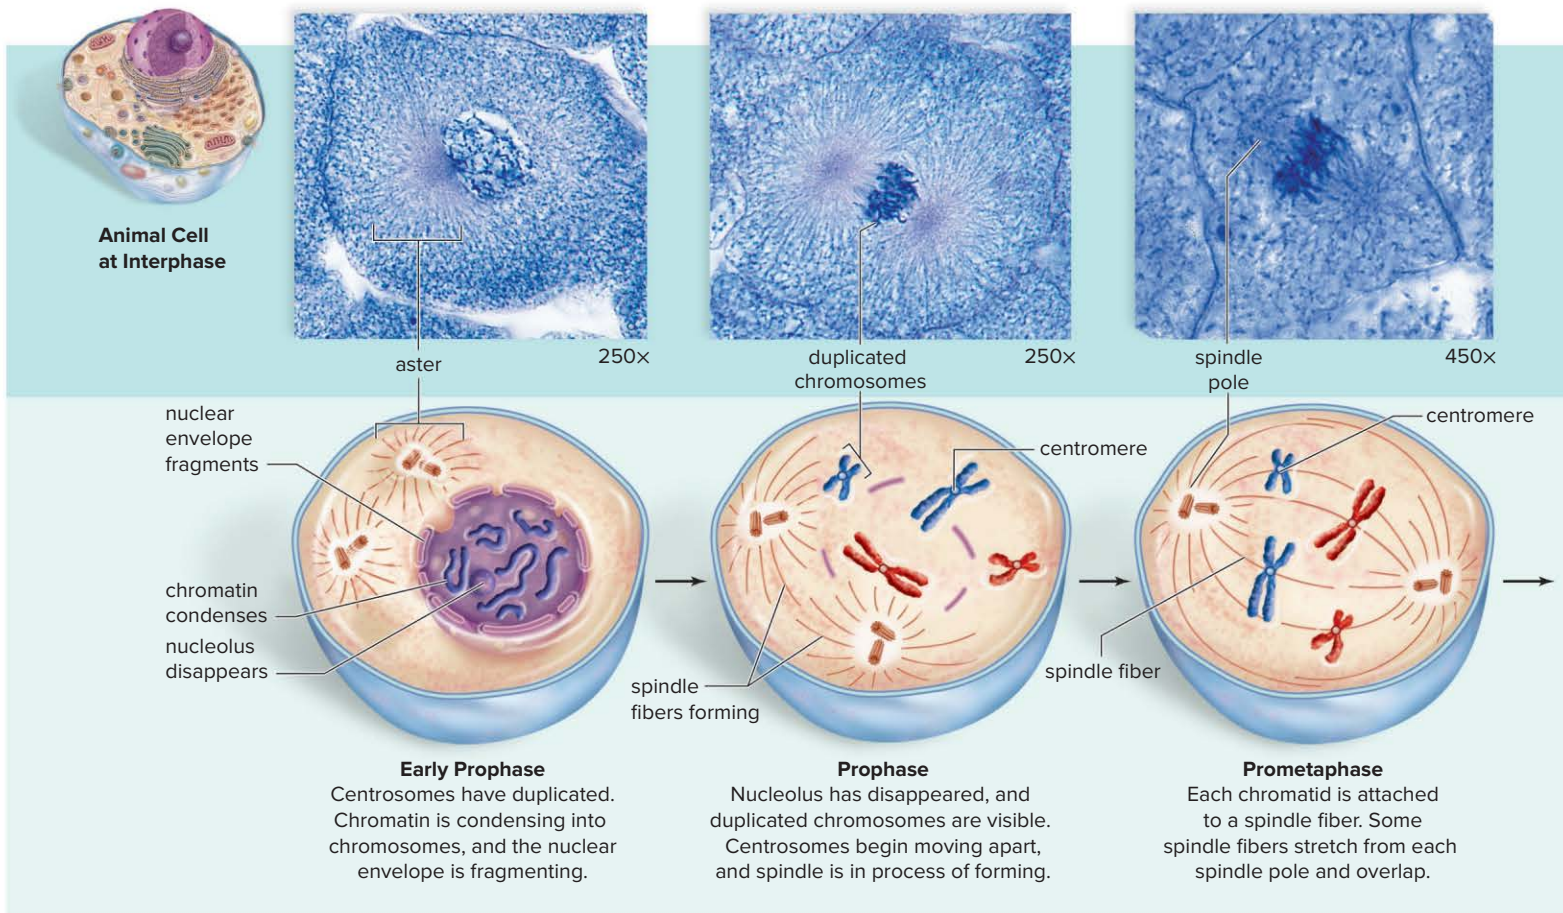 Animal Cell
at Interphase
aster
250×
duplicated
chromosomes
250×
spindle
pole
450×
nuclear
envelope
fragments
chromatin
condenses
nucleolus
disappears
centromere
spindle
fibers forming
centromere
spindle fiber
Early Prophase
Centrosomes have duplicated.
Chromatin is condensing into
chromosomes, and the nuclear
envelope is fragmenting.
Prophase
Nucleolus has disappeared, and
duplicated chromosomes are visible.
Centrosomes begin moving apart,
and spindle is in process of forming.
Prometaphase
Each chromatid is attached
to a spindle fiber. Some
spindle fibers stretch from each
spindle pole and overlap.